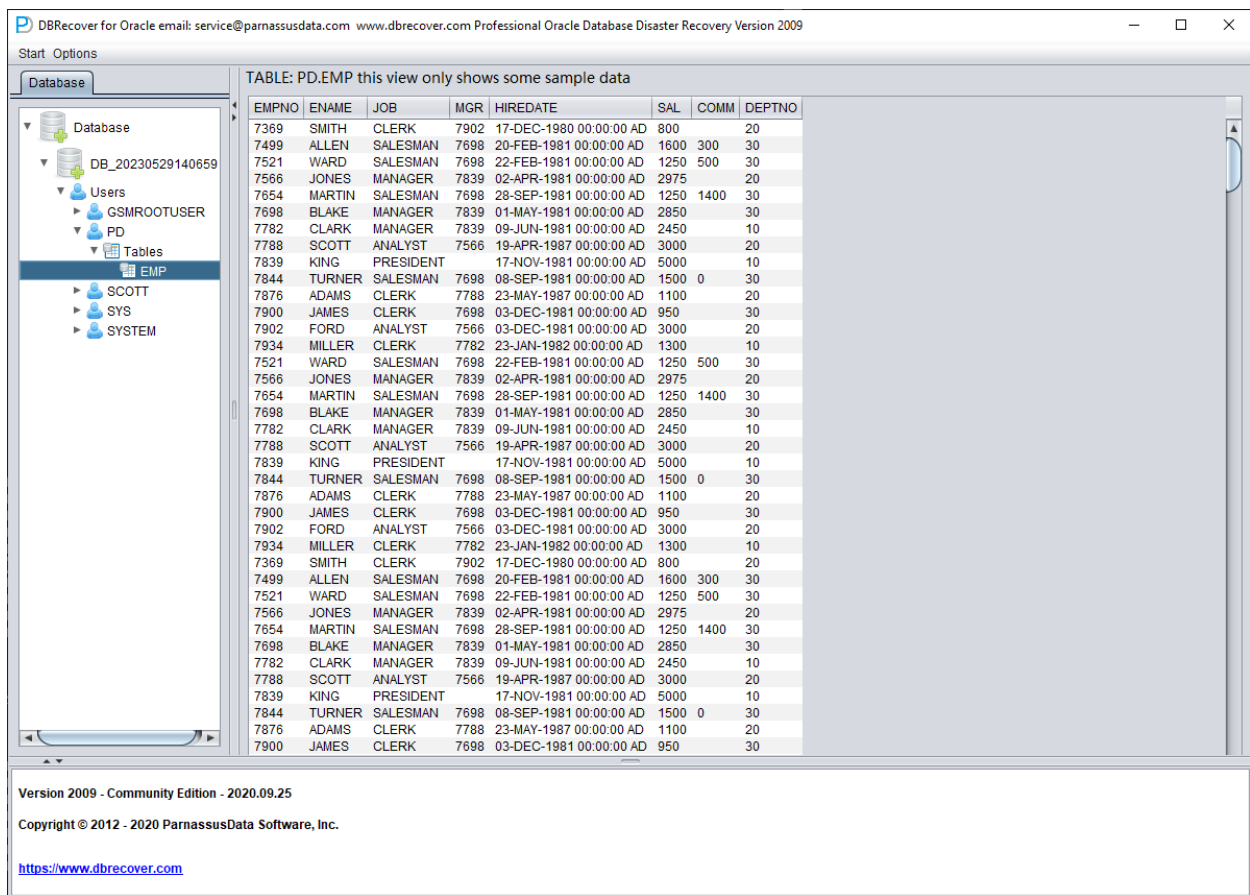 DBRecover for Oracle email: service@parnassusdata.com www.dbrecover.com Professional Oracle Database Disaster Recovery Version 2009
Start Options
Database
Database
DB_20230529140659
Users
GSMROOTUSER
PD
Tables
EMP
SCOTT
SYS
SYSTEM
TABLE: PD.EMP this view only shows some sample data
EMPNO ENAME JOB MGR HIREDATE SAL COMM DEPTNO
7369 SMITH CLERK 7902 17-DEC-1980 00:00:00 AD 800 20
7499 ALLEN SALESMAN 7698 20-FEB-1981 00:00:00 AD 1600 300 30
7521 WARD SALESMAN 7698 22-FEB-1981 00:00:00 AD 1250 500 30
7566 JONES MANAGER 7839 02-APR-1981 00:00:00 AD 2975 20
7654 MARTIN SALESMAN 7698 28-SEP-1981 00:00:00 AD 1250 1400 30
7698 BLAKE MANAGER 7839 01-MAY-1981 00:00:00 AD 2850 30
7782 CLARK MANAGER 7839 09-JUN-1981 00:00:00 AD 2450 10
7788 SCOTT ANALYST 7566 19-APR-1987 00:00:00 AD 3000 20
7839 KING PRESIDENT 17-NOV-1981 00:00:00 AD 5000 10
7844 TURNER SALESMAN 7698 08-SEP-1981 00:00:00 AD 1500 0 30
7876 ADAMS CLERK 7788 23-MAY-1987 00:00:00 AD 1100 20
7900 JAMES CLERK 7698 03-DEC-1981 00:00:00 AD 950 30
7902 FORD ANALYST 7566 03-DEC-1981 00:00:00 AD 3000 20
7934 MILLER CLERK 7782 23-JAN-1982 00:00:00 AD 1300 10
7521 WARD SALESMAN 7698 22-FEB-1981 00:00:00 AD 1250 500 30
7566 JONES MANAGER 7839 02-APR-1981 00:00:00 AD 2975 20
7654 MARTIN SALESMAN 7698 28-SEP-1981 00:00:00 AD 1250 1400 30
7698 BLAKE MANAGER 7839 01-MAY-1981 00:00:00 AD 2850 30
7782 CLARK MANAGER 7839 09-JUN-1981 00:00:00 AD 2450 10
7788 SCOTT ANALYST 7566 19-APR-1987 00:00:00 AD 3000 20
7839 KING PRESIDENT 17-NOV-1981 00:00:00 AD 5000 10
7844 TURNER SALESMAN 7698 08-SEP-1981 00:00:00 AD 1500 0 30
7876 ADAMS CLERK 7788 23-MAY-1987 00:00:00 AD 1100 20
7900 JAMES CLERK 7698 03-DEC-1981 00:00:00 AD 950 30
7902 FORD ANALYST 7566 03-DEC-1981 00:00:00 AD 3000 20
7934 MILLER CLERK 7782 23-JAN-1982 00:00:00 AD 1300 10
7369 SMITH CLERK 7902 17-DEC-1980 00:00:00 AD 800 20
7499 ALLEN SALESMAN 7698 20-FEB-1981 00:00:00 AD 1600 300 30
7521 WARD SALESMAN 7698 22-FEB-1981 00:00:00 AD 1250 500 30
7566 JONES MANAGER 7839 02-APR-1981 00:00:00 AD 2975 20
7654 MARTIN SALESMAN 7698 28-SEP-1981 00:00:00 AD 1250 1400 30
7698 BLAKE MANAGER 7839 01-MAY-1981 00:00:00 AD 2850 30
7782 CLARK MANAGER 7839 09-JUN-1981 00:00:00 AD 2450 10
7788 SCOTT ANALYST 7566 19-APR-1987 00:00:00 AD 3000 20
7839 KING PRESIDENT 17-NOV-1981 00:00:00 AD 5000 10
7844 TURNER SALESMAN 7698 08-SEP-1981 00:00:00 AD 1500 0 30
7876 ADAMS CLERK 7788 23-MAY-1987 00:00:00 AD 1100 20
7900 JAMES CLERK 7698 03-DEC-1981 00:00:00 AD 950 30
Version 2009 - Community Edition - 2020.09.25
Copyright © 2012 - 2020 ParnassusData Software, Inc.
https://www.dbrecover.com